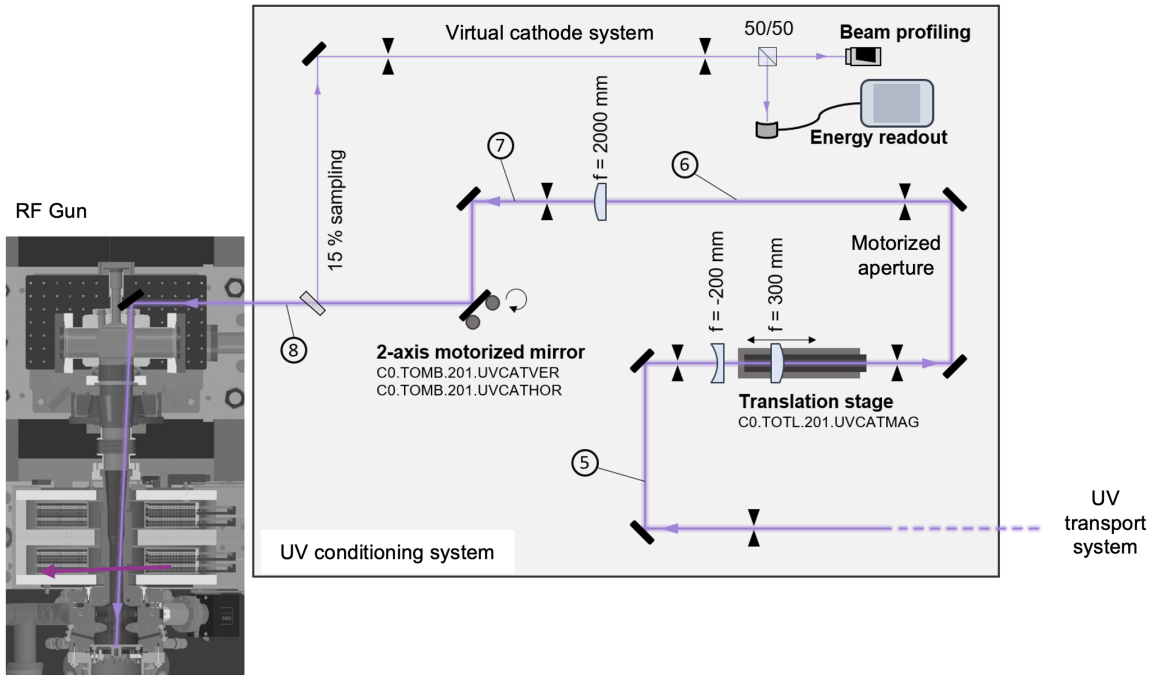 Virtual cathode system
50/50
Beam profiling
Energy readout
f = 2000 mm
7
6
15 % sampling
RF Gun
Motorized
aperture
f = -200 mm
f = 300 mm
8
2-axis motorized mirror
C0.TOMB.201.UVCATVER
C0.TOMB.201.UVCATHOR
Translation stage
C0.TOTL.201.UVCATMAG
5
UV
transport
system
UV conditioning system